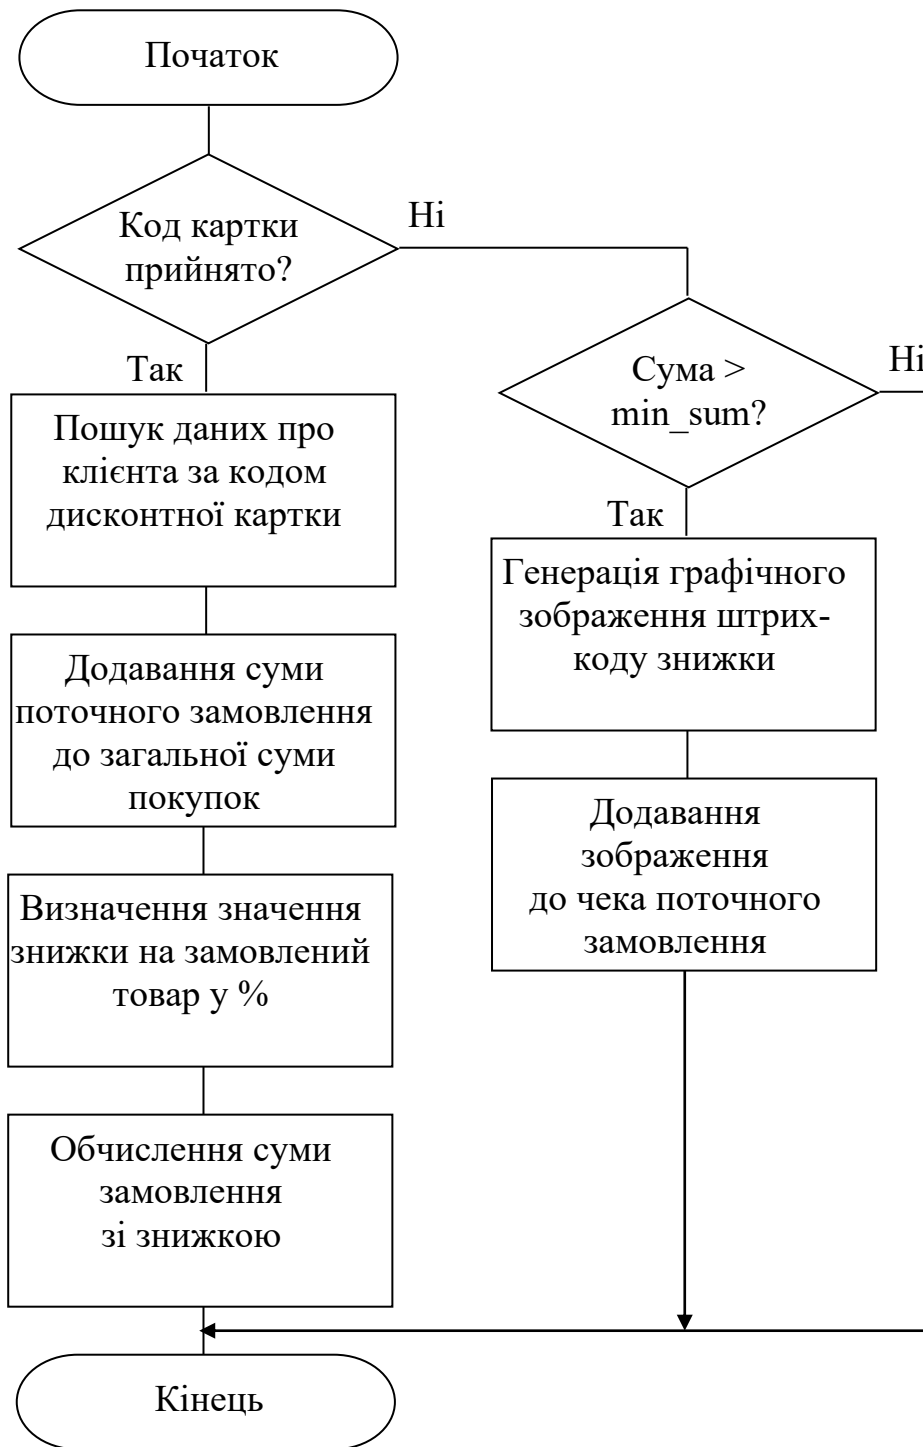 Початок
Код картки
прийнято?
Ні
Так
Сума >
min_sum?
Ні
Так
Пошук даних про
клієнта за кодом
дисконтної картки
Додавання суми
поточного замовлення
до загальної суми
покупок
Визначення значення
знижки на замовлений
товар у %
Обчислення суми
замовлення
зі знижкою
Генерація графічного
зображення штрих-
коду знижки
Додавання
зображення
до чека поточного
замовлення
Кінець